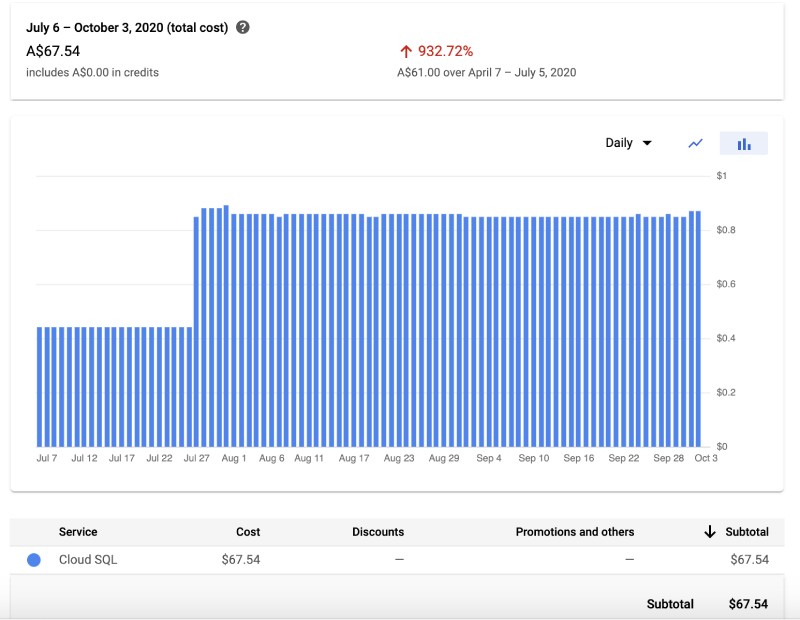 July 6 – October 3, 2020 (total cost) ?
A$67.54
932.72%
includes A$0.00 in credits
A$61.00 over April 7 – July 5, 2020
Daily
$1
$0.8
$0.6
$0.4
$0.2
$0
Jul 7 Jul 12 Jul 17 Jul 22 Jul 27 Aug 1 Aug 6 Aug 11 Aug 17 Aug 23 Aug 29 Sep 4 Sep 10 Sep 16 Sep 22 Sep 28 Oct 3
Service Cost Discounts Promotions and others Subtotal
Cloud SQL $67.54 — — $67.54
Subtotal $67.54